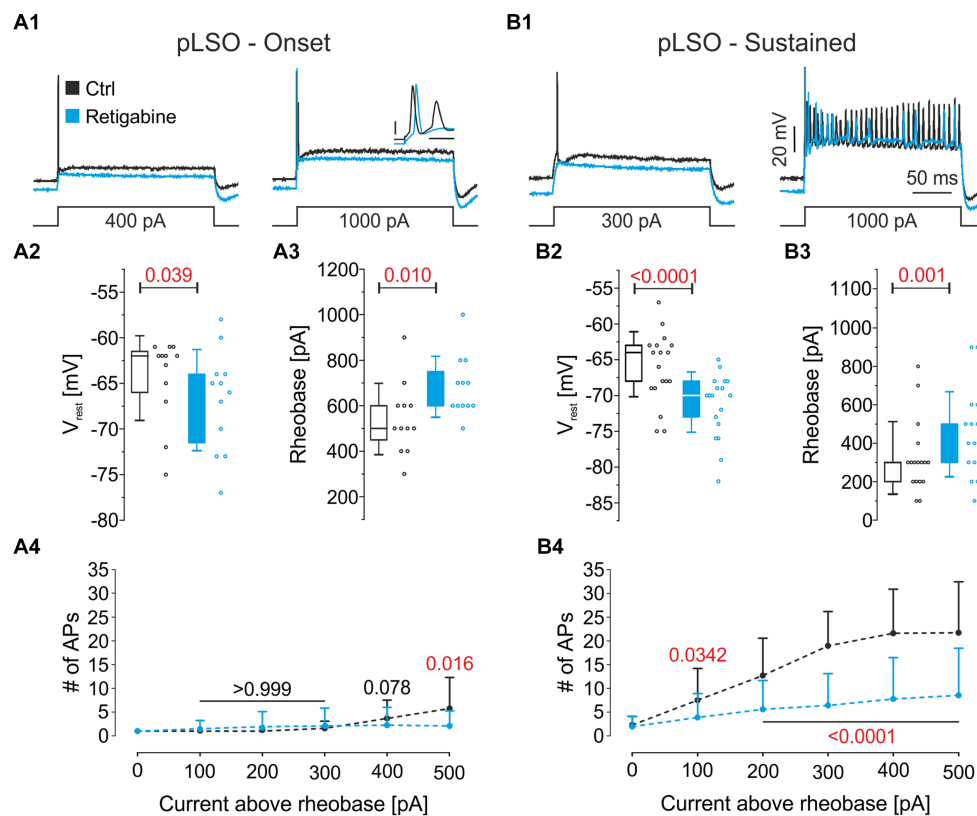 A1
pLSO - Onset
Ctrl
Retigabine
400 pA
1000 pA
B1
pLSO - Sustained
20 mV
50 ms
300 pA
1000 pA
A2
0.039
-55
-60
-65
-70
-75
-80
Vrest [mV]
A3
0.010
1200
1000
800
600
400
200
Rheobase [pA]
B2
<0.0001
-55
-60
-65
-70
-75
-80
-85
Vrest [mV]
B3
0.001
1100
1000
800
600
400
200
0
Rheobase [pA]
A4
35
30
25
20
15
10
5
0
# of APs
>0.999
0.078
0.016
0 100 200 300 400 500
Current above rheobase [pA]
B4
35
30
25
20
15
10
5
0
# of APs
0.0342
<0.0001
0 100 200 300 400 500
Current above rheobase [pA]